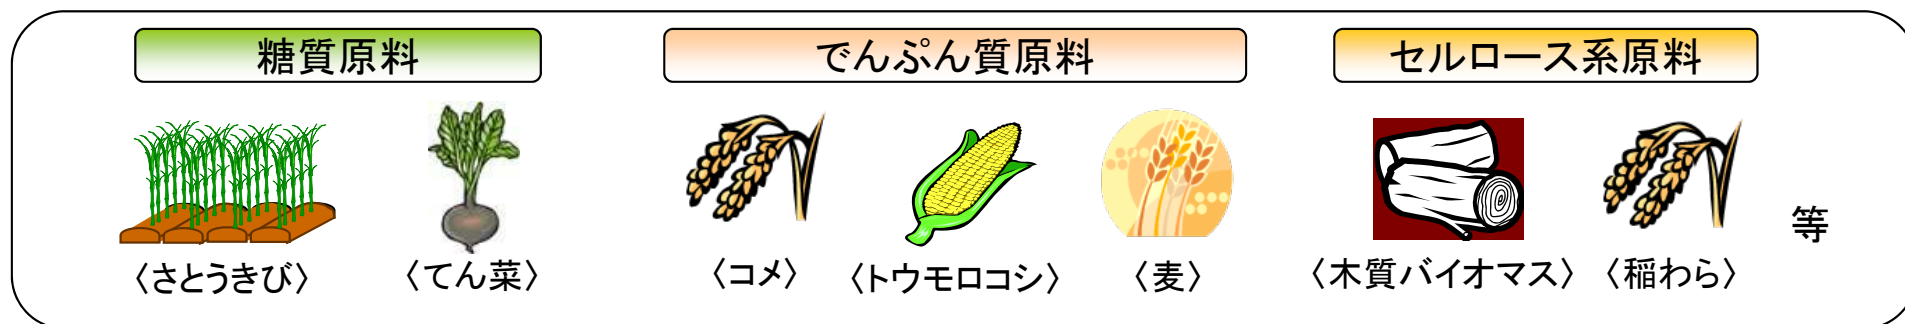 糖質原料
でんぷん質原料
セルロース系原料
〈さとうきび〉
〈てん菜〉
〈コメ〉
〈トウモロコシ〉
〈麦〉
〈木質バイオマス〉
〈稲わら〉
等